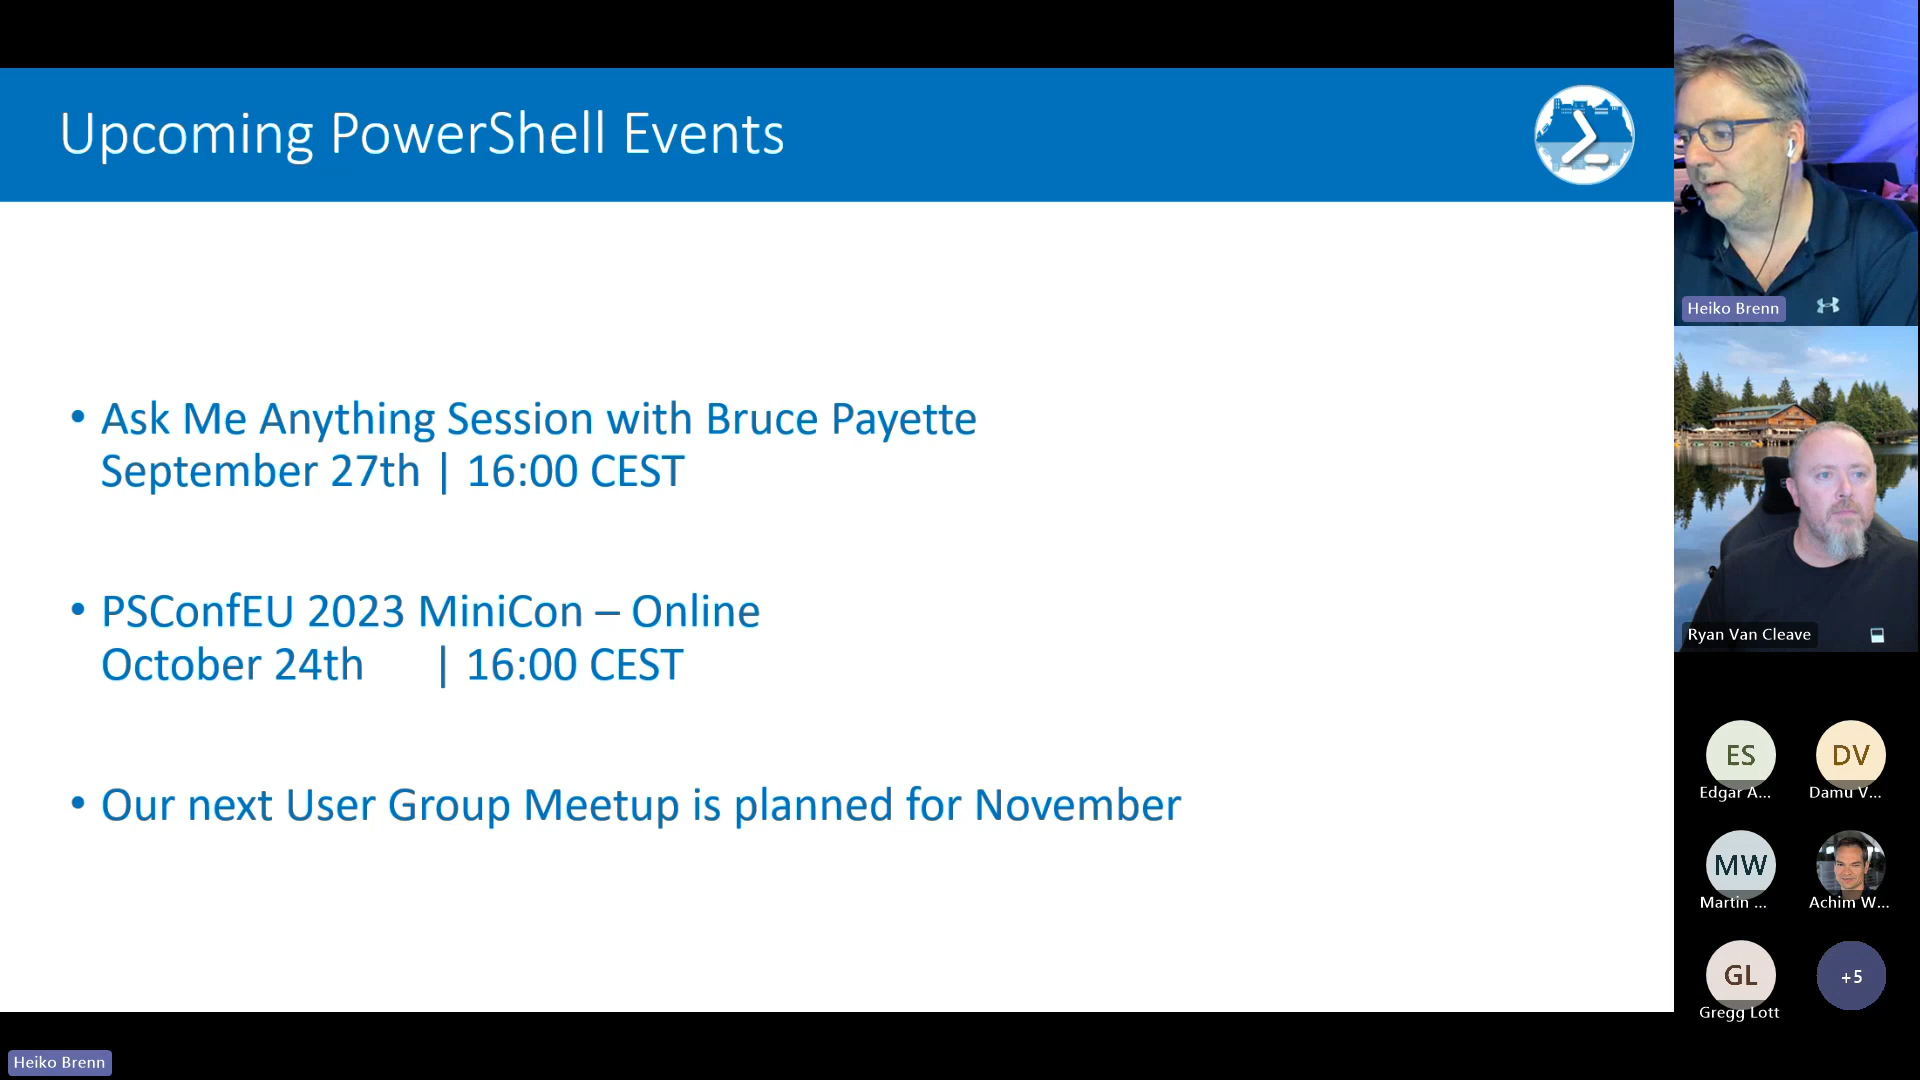 Upcoming PowerShell Events
• Ask Me Anything Session with Bruce Payette
September 27th | 16:00 CEST
• PSConfEU 2023 MiniCon – Online
October 24th | 16:00 CEST
• Our next User Group Meetup is planned for November
Heiko Brenn
Ryan Van Cleave
ES
DV
Edgar A...
Damu V...
MW
Martin ...
Achim W...
GL
+5
Gregg Lott
Heiko Brenn